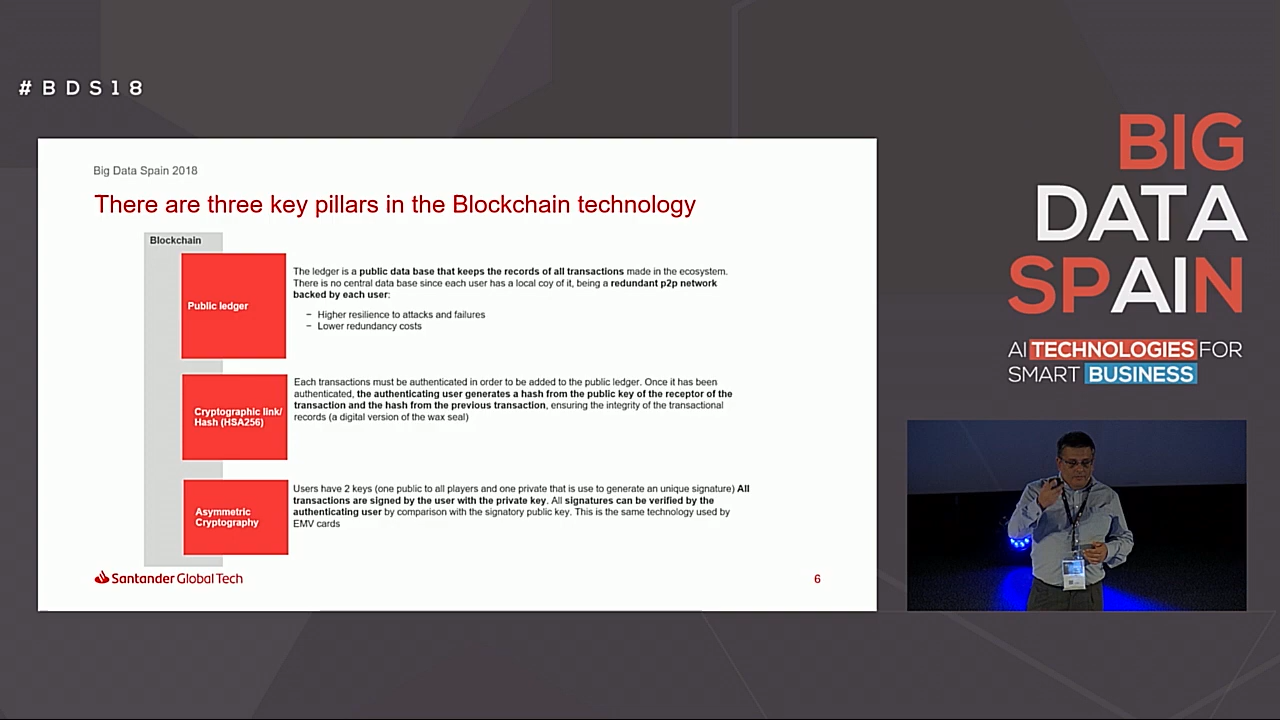 #BDS18
Big Data Spain 2018
There are three key pillars in the Blockchain technology
Blockchain
Public ledger
The ledger is a public data base that keeps the records of all transactions made in the ecosystem.
There is no central data base since each user has a local coy of it, being a redundant p2p network
backed by each user:
− Higher resilience to attacks and failures
− Lower redundancy costs
Cryptographic link/
Hash (HSA256)
Each transactions must be authenticated in order to be added to the public ledger. Once it has been
authenticated, the authenticating user generates a hash from the public key of the receptor of the
transaction and the hash from the previous transaction, ensuring the integrity of the transactional
records (a digital version of the wax seal)
Asymmetric
Cryptography
Users have 2 keys (one public to all players and one private that is use to generate an unique signature) All
transactions are signed by the user with the private key. All signatures can be verified by the
authenticating user by comparison with the signatory public key. This is the same technology used by
EMV cards
Santander Global Tech
6
BIG
DATA
SPAIN
AI TECHNOLOGIES FOR
SMART BUSINESS